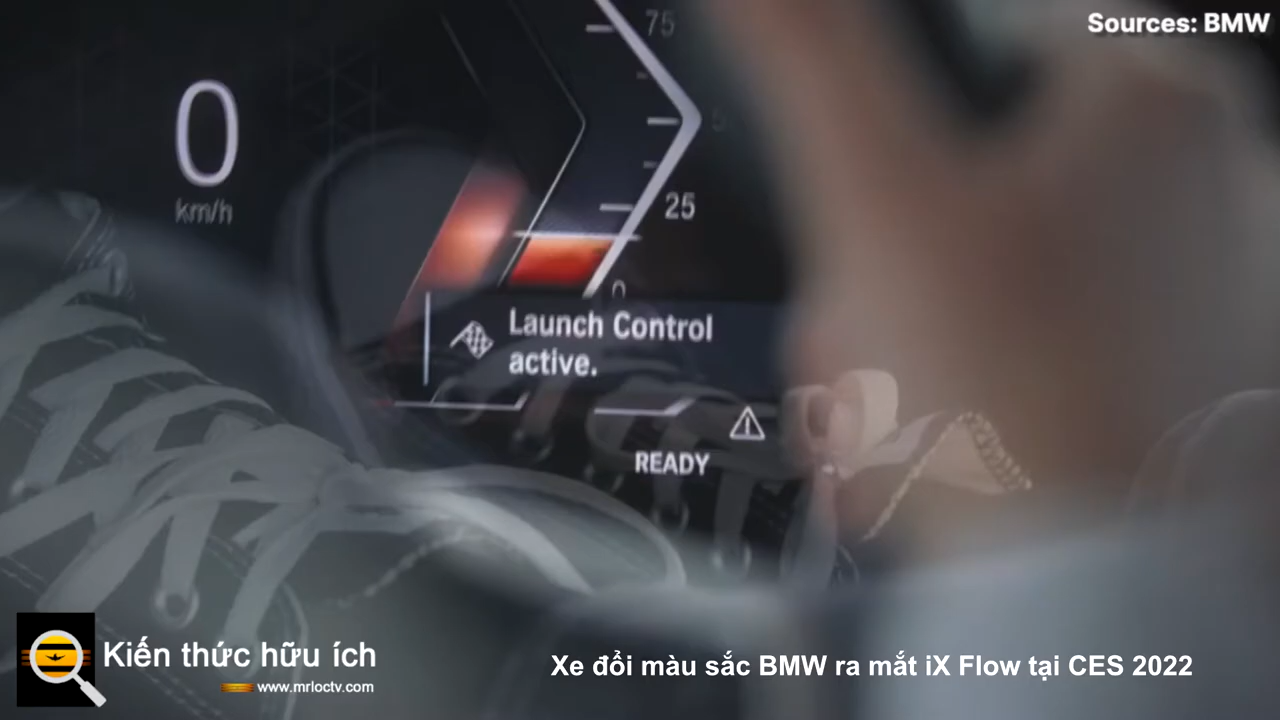 Sources: BMW
75
0
km/h
25
0
Launch Control
active.
READY
Kiến thức hữu ích
www.mrloctv.com
Xe đổi màu sắc BMW ra mắt iX Flow tại CES 2022